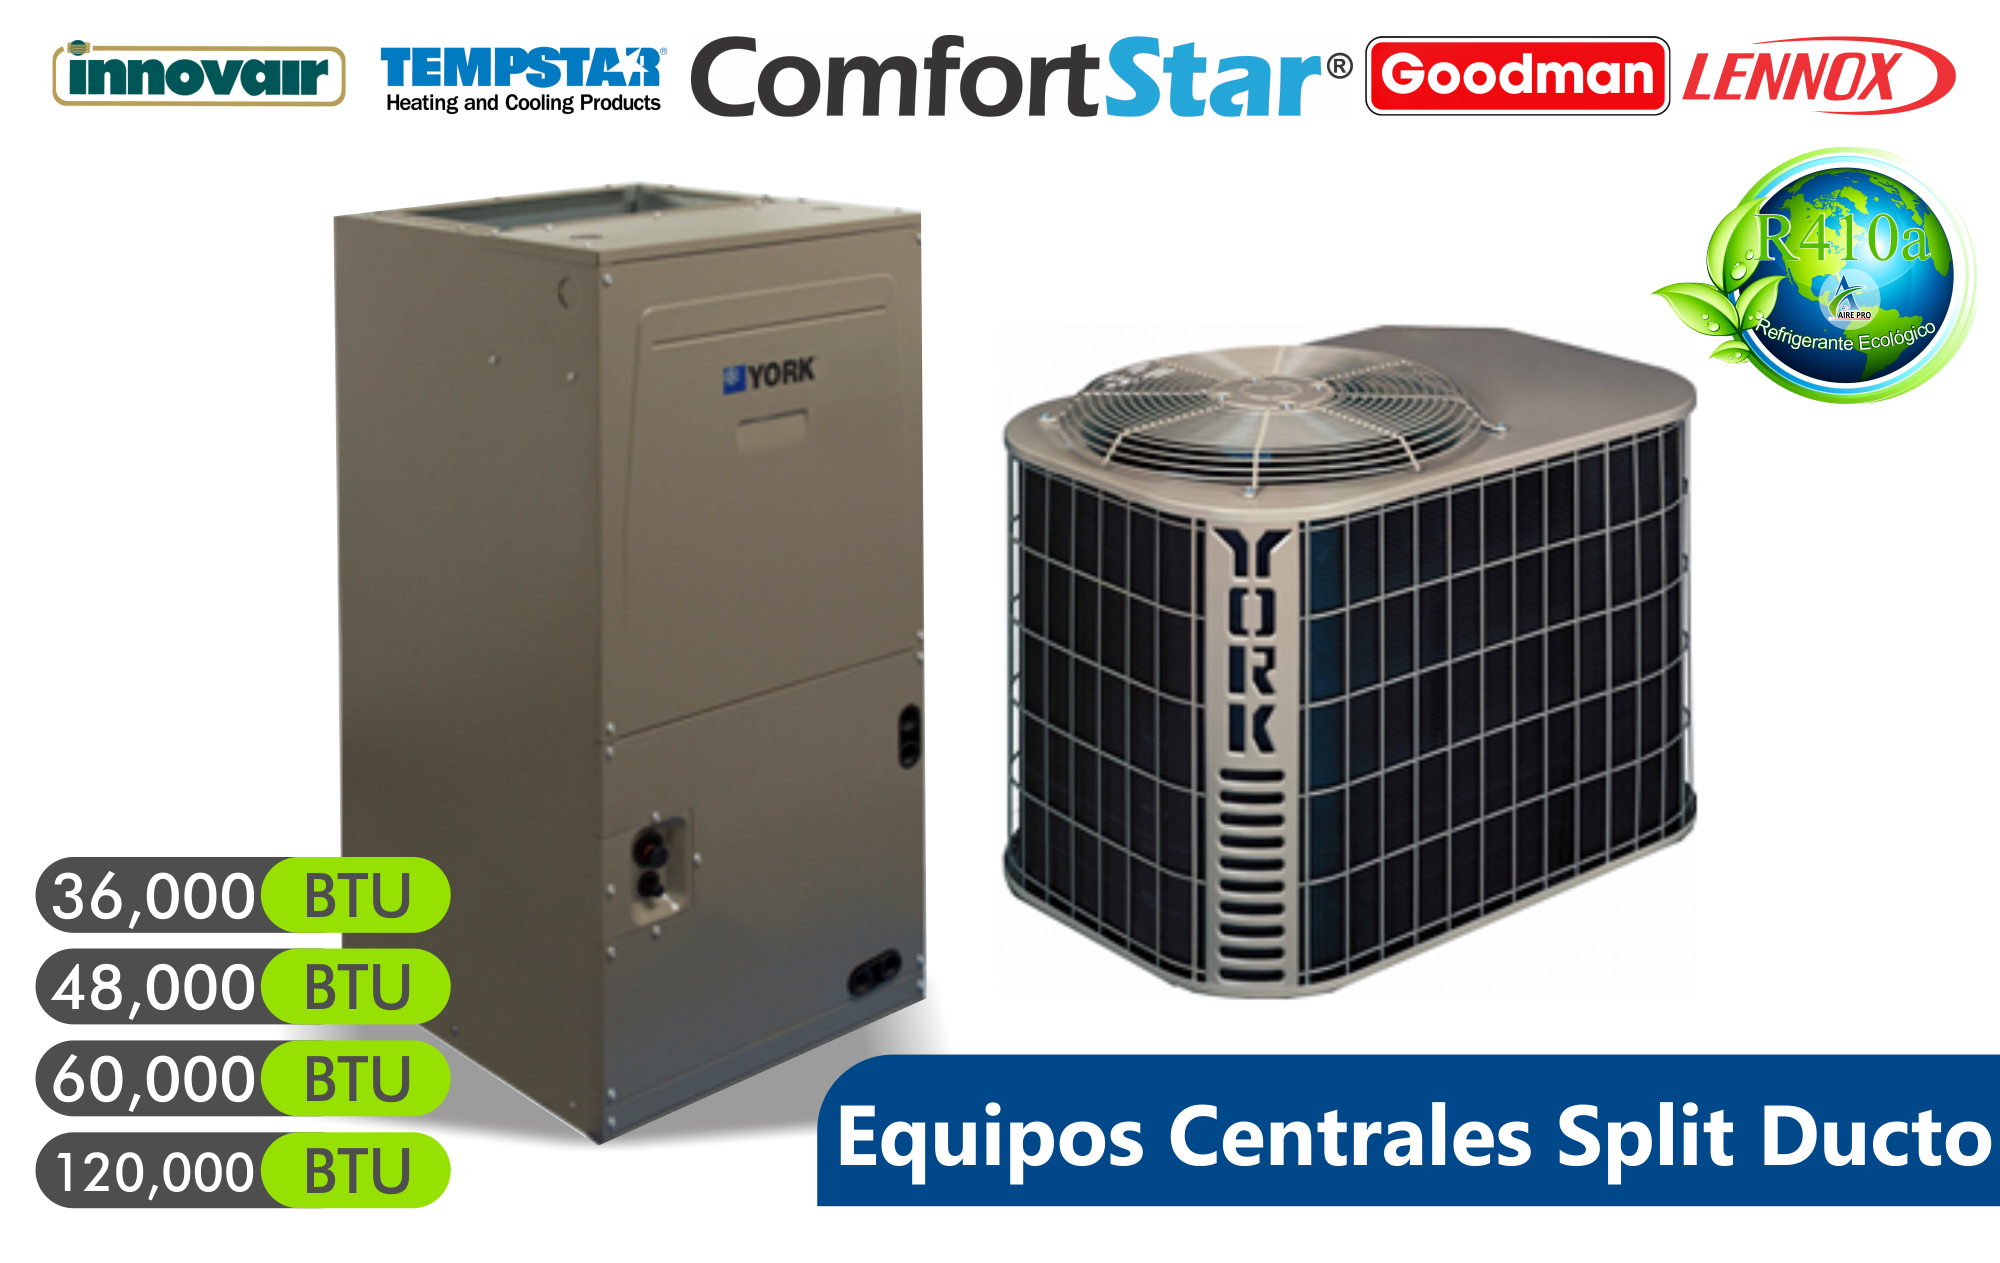 innovair
TEMPSTAR®
Heating and Cooling Products
ComfortStar®
Goodman
LENNOX
R410a
AIRE PRO
Refrigerante Ecológico
YORK
YORK
36,000 BTU
48,000 BTU
60,000 BTU
120,000 BTU
Equipos Centrales Split Ducto